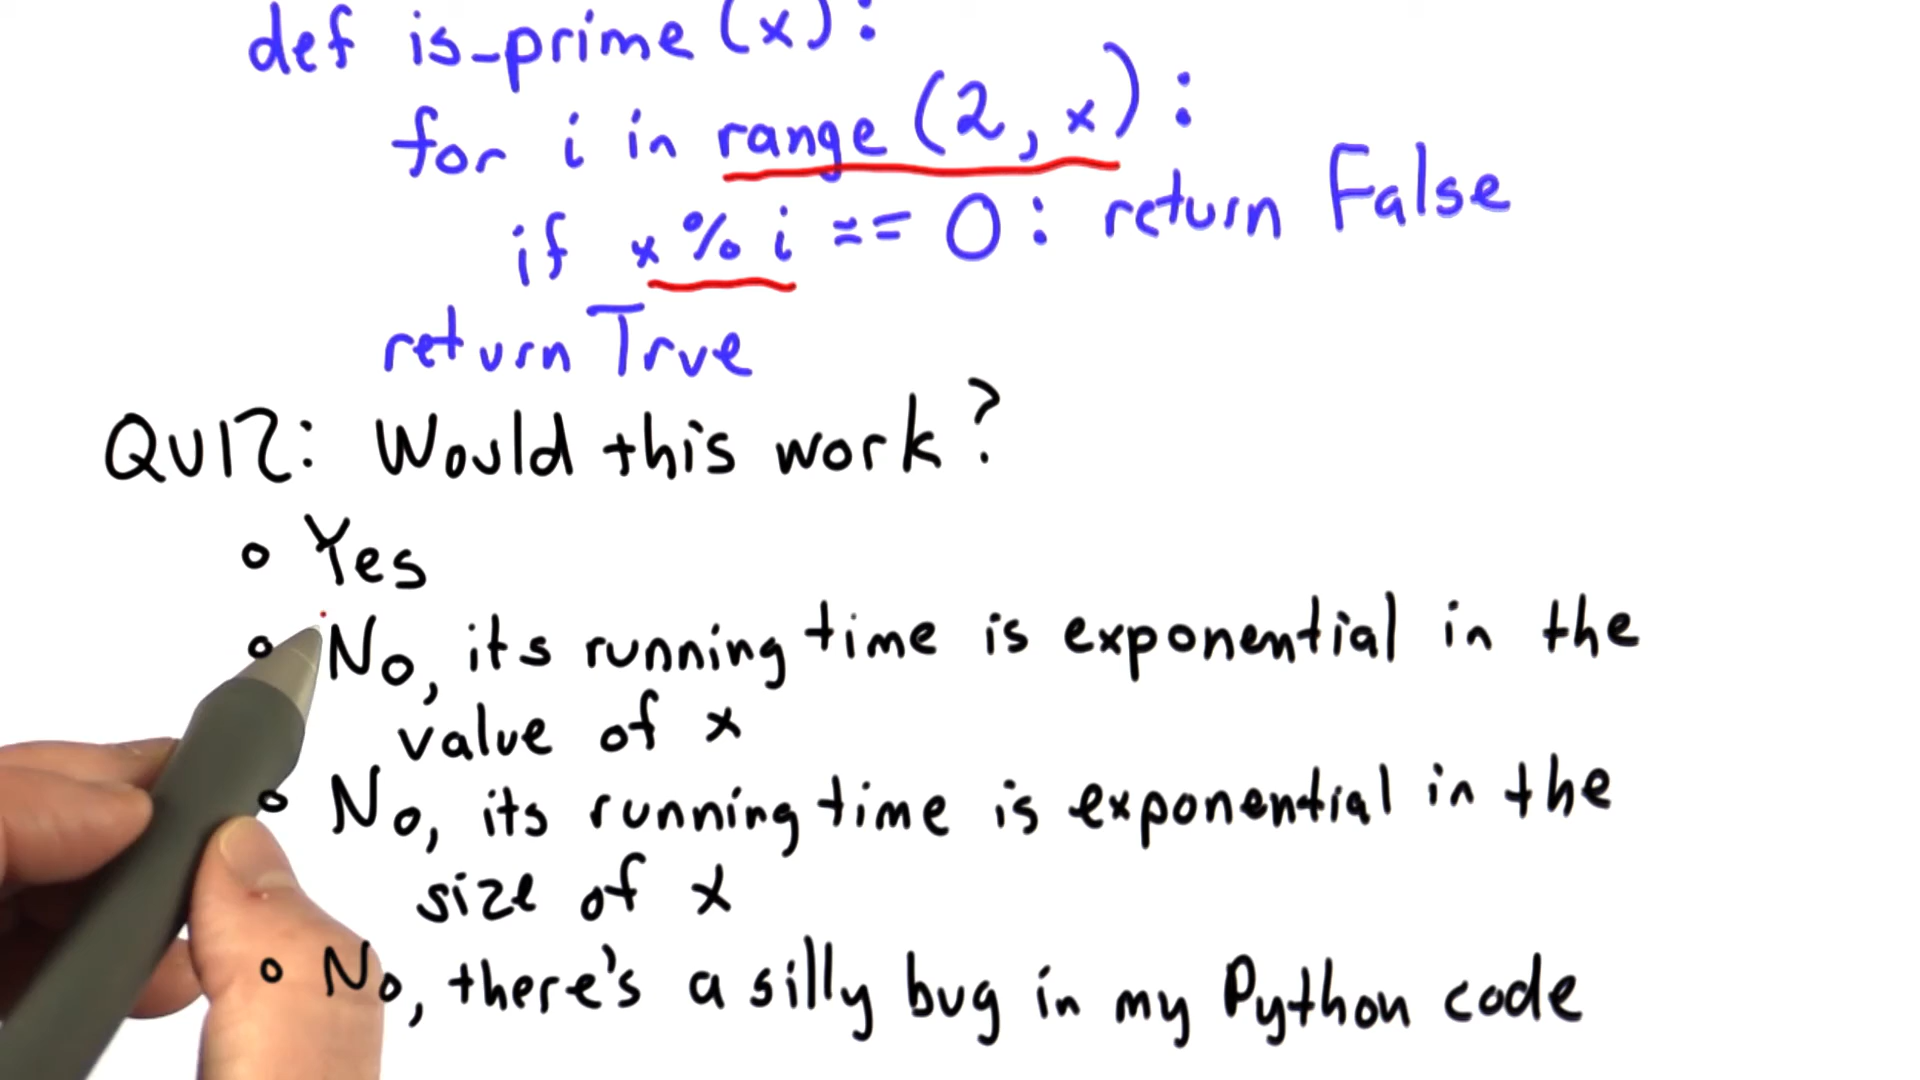 def is_prime(x):
for i in range(2, x):
if x % i == 0: return False
return True
QUIZ: Would this work?
Yes
No, its running time is exponential in the
value of x
No, its running time is exponential in the
size of x
No, there's a silly bug in my Python code